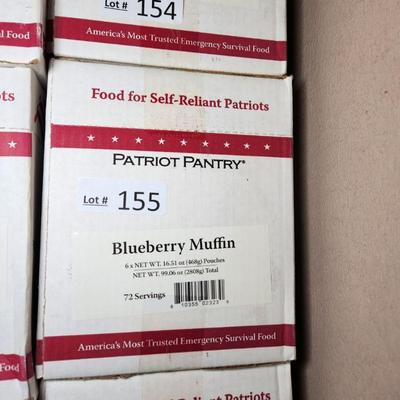 Lot # 154
al Food
America's Most Trusted Emergency Survival Food
ots
Food for Self-Reliant Patriots
PATRIOT PANTRY®
Lot # 155
Blueberry Muffin
6 x NET WT. 16.51 oz (468g) Pouches
NET WT. 99.06 oz (2808g) Total
72 Servings
Food
America's Most Trusted Emergency Survival Food
Reliant Patriots